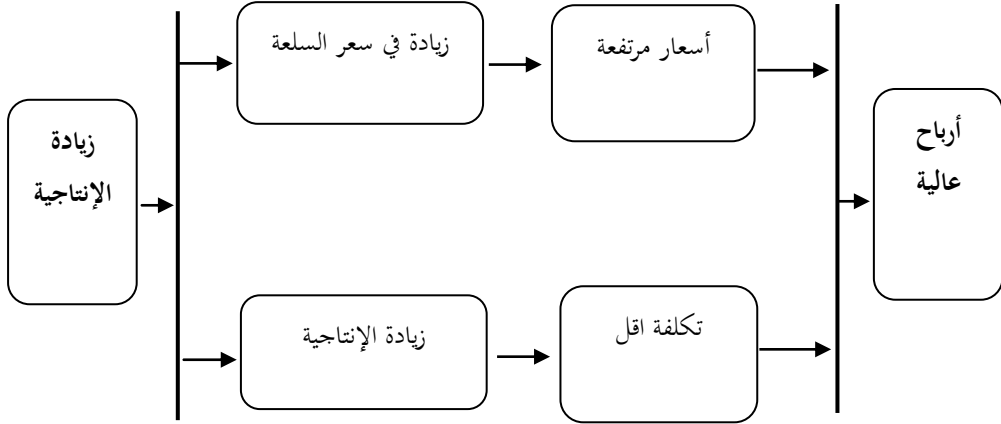 زيادة في سعر السلعة
أسعار مرتفعة
زيادة
الإنتاجية
أرباح
عالية
زيادة الإنتاجية
تكلفة اقل